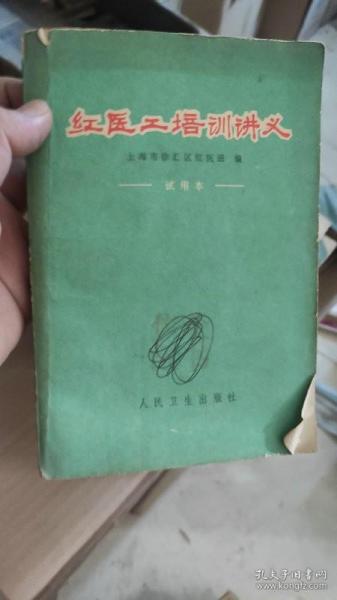 红医工培训讲义
上海市徐汇区红医班 编
试用本
人民卫生出版社
孔夫子旧书网